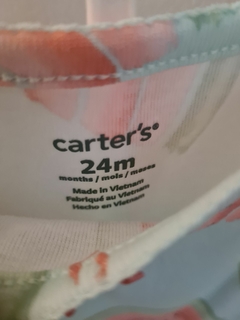 carter's®
24m
months / mois / meses
Made in Vietnam
Fabriqué au Vietnam
Hecho en Vietnam